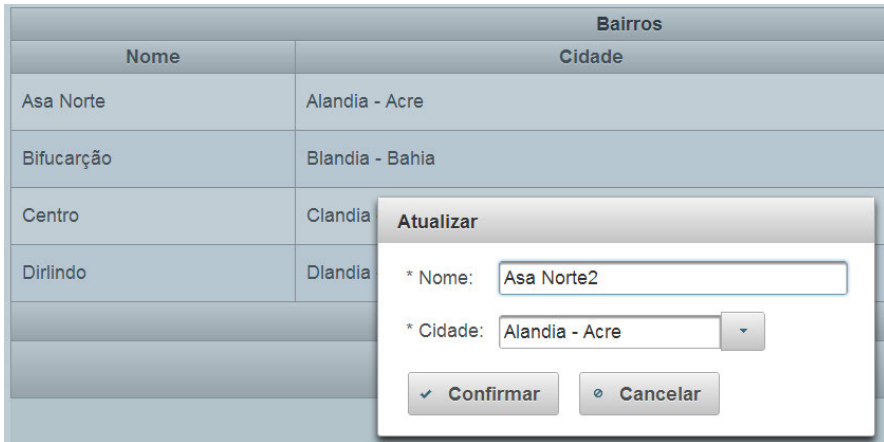 Bairros
Nome Cidade
Asa Norte Alandia - Acre
Bifucarção Blandia - Bahia
Centro Clandia
Dirlindo Dlandia
Atualizar
* Nome: Asa Norte2
* Cidade: Alandia - Acre
Confirmar Cancelar